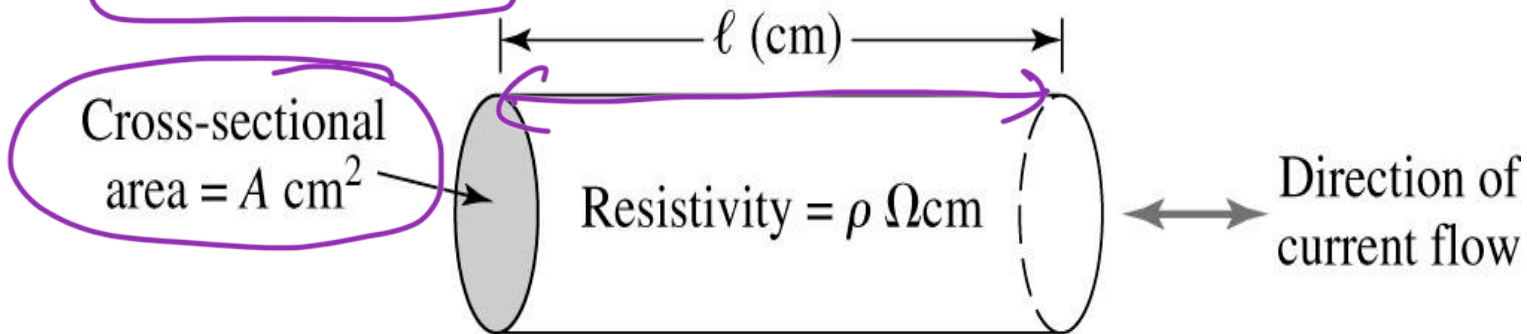 ℓ (cm)
Cross-sectional
area = A cm²
Resistivity = ρ Ωcm
Direction of
current flow